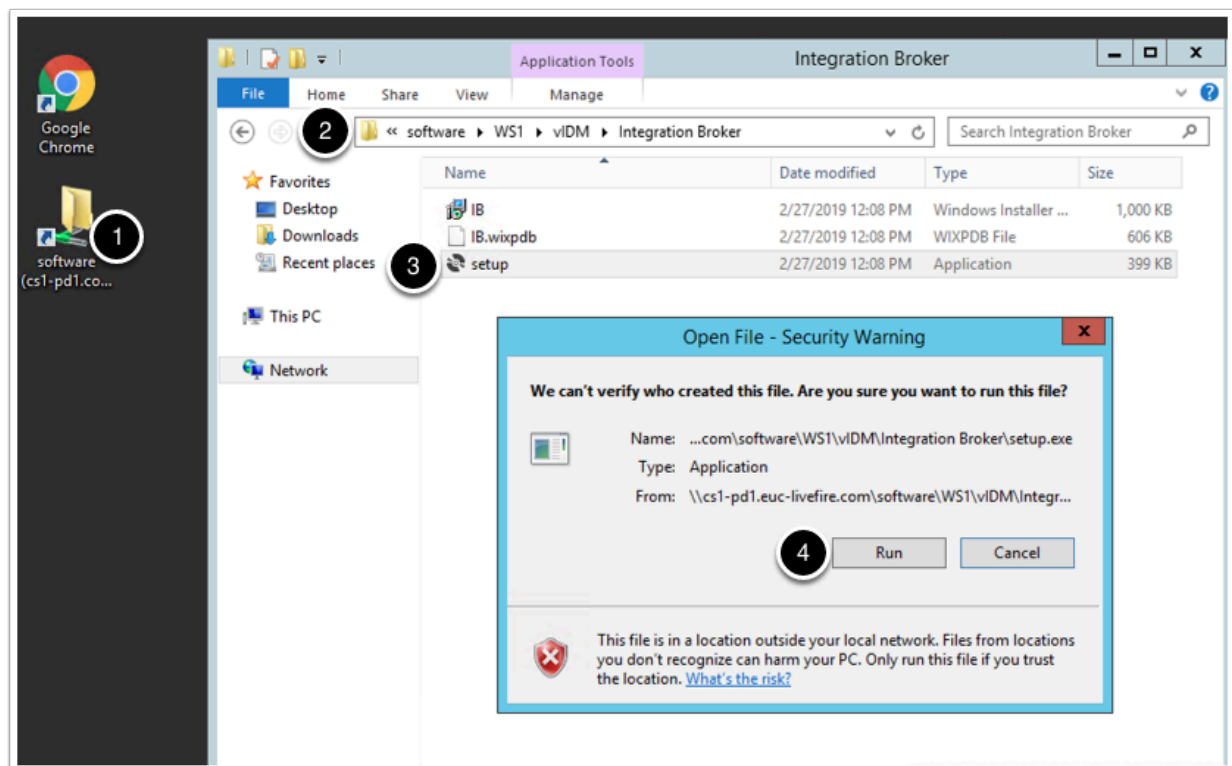 Application Tools
Integration Broker
File Home Share View Manage
Google
Chrome
2
« software WS1 vIDM Integration Broker
Search Integration Broker
1
software
(cs1-pd1.co...
Favorites
Desktop
Downloads
Recent places
This PC
Network
Name Date modified Type Size
IB 2/27/2019 12:08 PM Windows Installer ... 1,000 KB
IB.wixpdb 2/27/2019 12:08 PM WIXPDB File 606 KB
3 setup 2/27/2019 12:08 PM Application 399 KB
Open File - Security Warning
We can't verify who created this file. Are you sure you want to run this file?
Name: ...com\software\WS1\vIDM\Integration Broker\setup.exe
Type: Application
From: \\cs1-pd1.euc-livefire.com\software\WS1\vIDM\Integr...
4 Run Cancel
This file is in a location outside your local network. Files from locations
you don't recognize can harm your PC. Only run this file if you trust
the location. What's the risk?